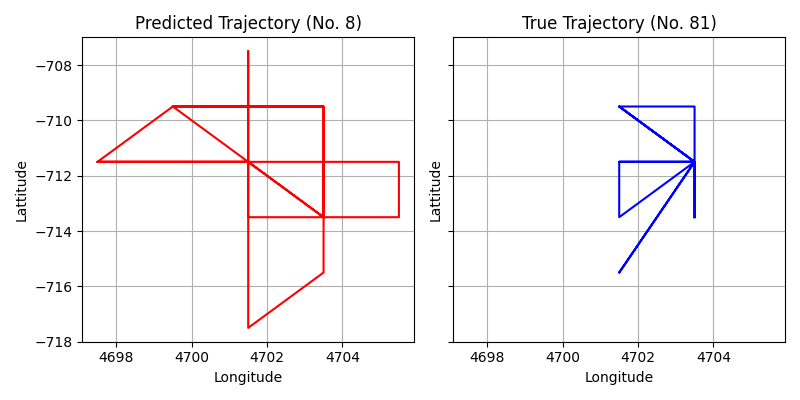 Predicted Trajectory (No. 8)
True Trajectory (No. 81)
−708
−710
−712
−714
−716
−718
Lattitude
Lattitude
4698 4700 4702 4704
4698 4700 4702 4704
Longitude
Longitude